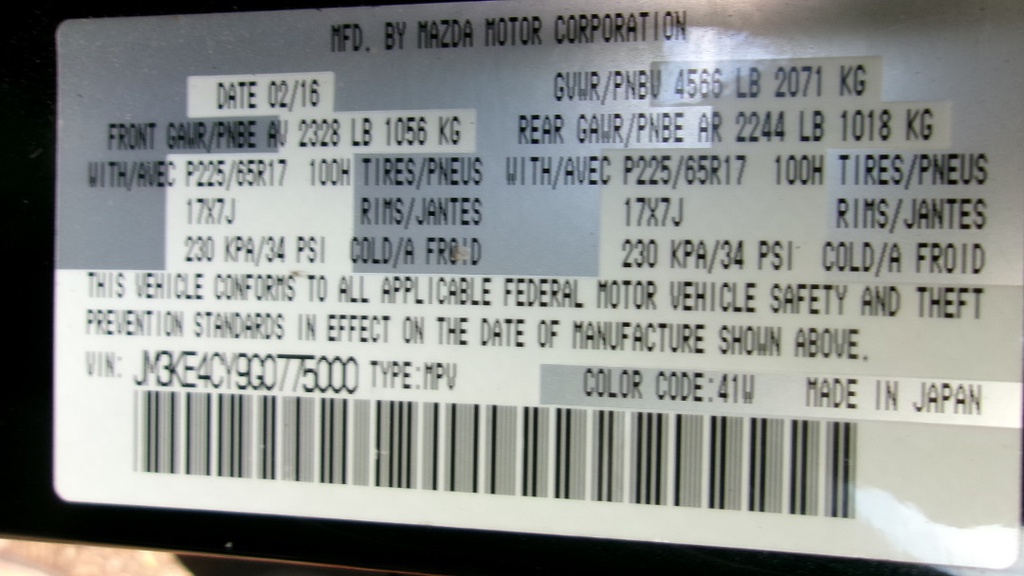 MFD. BY MAZDA MOTOR CORPORATION
DATE 02/16 GVWR/PNBV 4566 LB 2071 KG
FRONT GAWR/PNBE AV 2328 LB 1056 KG REAR GAWR/PNBE AR 2244 LB 1018 KG
WITH/AVEC P225/65R17 100H TIRES/PNEUS WITH/AVEC P225/65R17 100H TIRES/PNEUS
17X7J RIMS/JANTES 17X7J RIMS/JANTES
230 KPA/34 PSI COLD/A FROID 230 KPA/34 PSI COLD/A FROID
THIS VEHICLE CONFORMS TO ALL APPLICABLE FEDERAL MOTOR VEHICLE SAFETY AND THEFT
PREVENTION STANDARDS IN EFFECT ON THE DATE OF MANUFACTURE SHOWN ABOVE.
VIN: JM3KE4CY9G0775000 TYPE:MPV COLOR CODE:41W MADE IN JAPAN